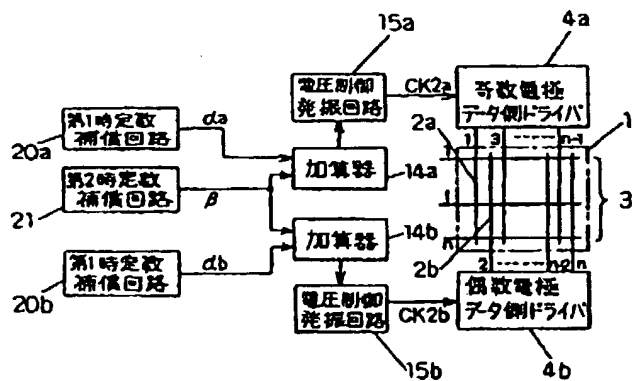 15a
4a
電圧制御
発振回路
CK2a
奇数電極
データ側ドライバ
第1時定数
補償回路
αa
20a
2a
1
3
n-1
1
加算器
14a
第2時定数
補償回路
β
21
3
加算器
14b
2b
第1時定数
補償回路
αb
20b
2
n-2
n
電圧制御
発振回路
CK2b
偶数電極
データ側ドライバ
15b
4b